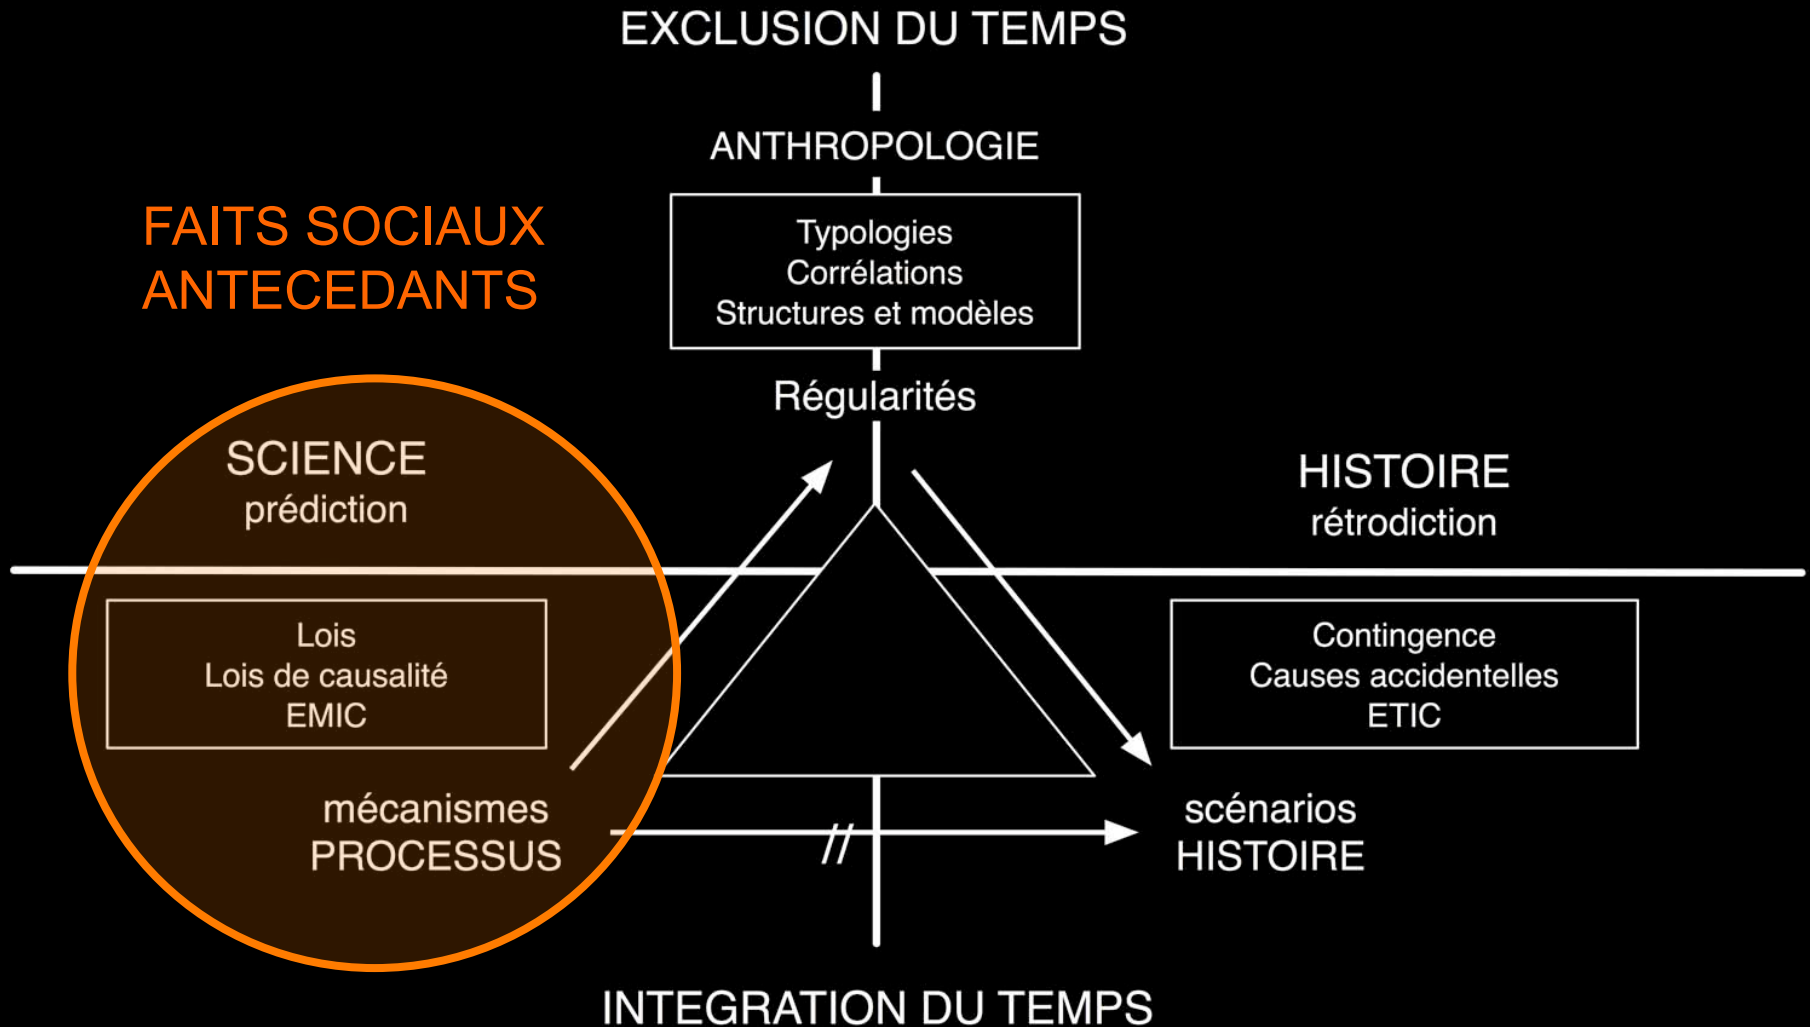 EXCLUSION DU TEMPS
ANTHROPOLOGIE
FAITS SOCIAUX
ANTECEDANTS
Typologies
Corrélations
Structures et modèles
Régularités
SCIENCE
prédiction
HISTOIRE
rétrodiction
Lois
Lois de causalité
EMIC
Contingence
Causes accidentelles
ETIC
mécanismes
PROCESSUS
//
scénarios
HISTOIRE
INTEGRATION DU TEMPS